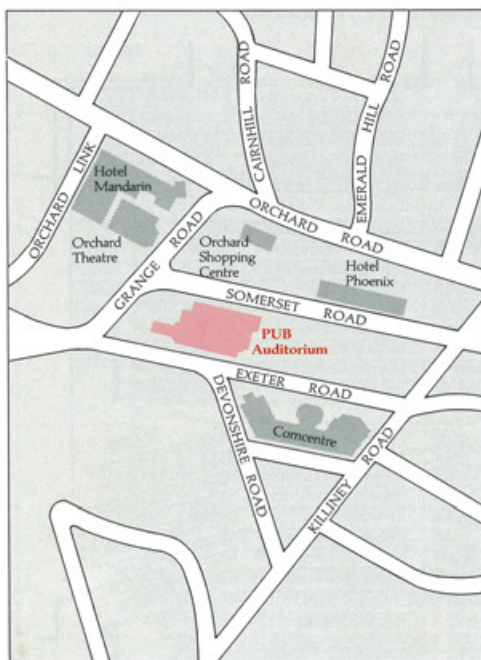 CAIRNHILL ROAD
EMERALD HILL ROAD
ORCHARD LINK
Hotel
Mandarin
Orchard
Theatre
GRANGE ROAD
ORCHARD ROAD
Orchard
Shopping
Centre
Hotel
Phoenix
SOMERSET ROAD
PUB
Auditorium
EXETER ROAD
DEVONSHIRE ROAD
Comcentre
KILLINEY ROAD